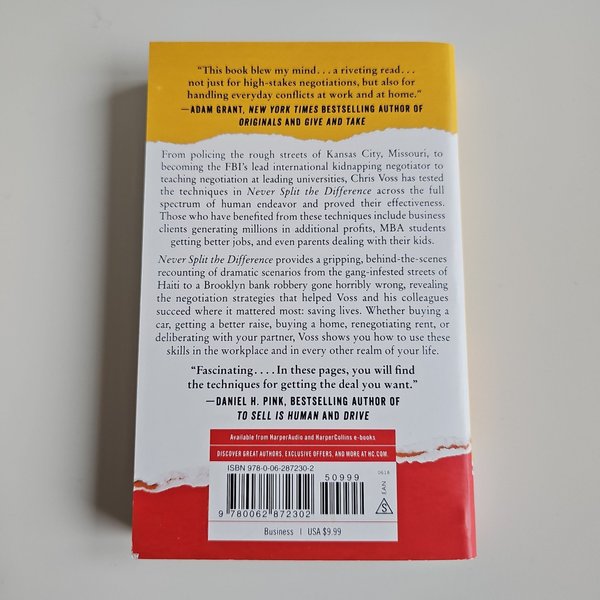 "This book blew my mind...a riveting read...
not just for high-stakes negotiations, but also for
handling everyday conflicts at work and at home."
—ADAM GRANT, NEW YORK TIMES BESTSELLING AUTHOR OF
ORIGINALS AND GIVE AND TAKE
From policing the rough streets of Kansas City, Missouri, to
becoming the FBI's lead international kidnapping negotiator to
teaching negotiation at leading universities, Chris Voss has tested
the techniques in Never Split the Difference across the full
spectrum of human endeavor and proved their effectiveness.
Those who have benefited from these techniques include business
clients generating millions in additional profits, MBA students
getting better jobs, and even parents dealing with their kids.
Never Split the Difference provides a gripping, behind-the-scenes
recounting of dramatic scenarios from the gang-infested streets of
Haiti to a Brooklyn bank robbery gone horribly wrong, revealing
the negotiation strategies that helped Voss and his colleagues
succeed where it mattered most: saving lives. Whether buying a
car, getting a better raise, buying a home, renegotiating rent, or
deliberating with your partner, Voss shows you how to use these
skills in the workplace and in every other realm of your life.
"Fascinating....In these pages, you will find
the techniques for getting the deal you want."
—DANIEL H. PINK, BESTSELLING AUTHOR OF
TO SELL IS HUMAN AND DRIVE
Available from HarperAudio and HarperCollins e-books
DISCOVER GREAT AUTHORS, EXCLUSIVE OFFERS, AND MORE AT HC.COM.
ISBN 978-0-06-287230-2
50999
0618
EAN
S
9 780062 872302
Business | USA $9.99